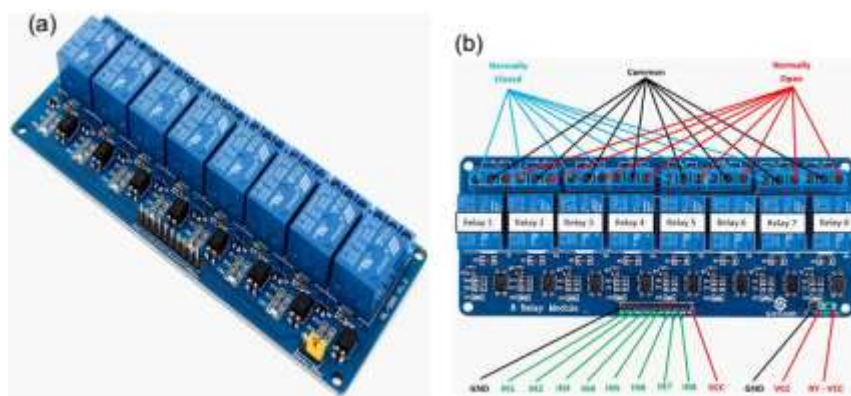 (a)
(b)
Normally
Closed
Common
Normally
Open
Relay 1
Relay 2
Relay 3
Relay 4
Relay 5
Relay 6
Relay 7
Relay 8
8 Relay Module
GND
IN1
IN2
IN3
IN4
IN5
IN6
IN7
IN8
VCC
GND
VCC
RY - VCC